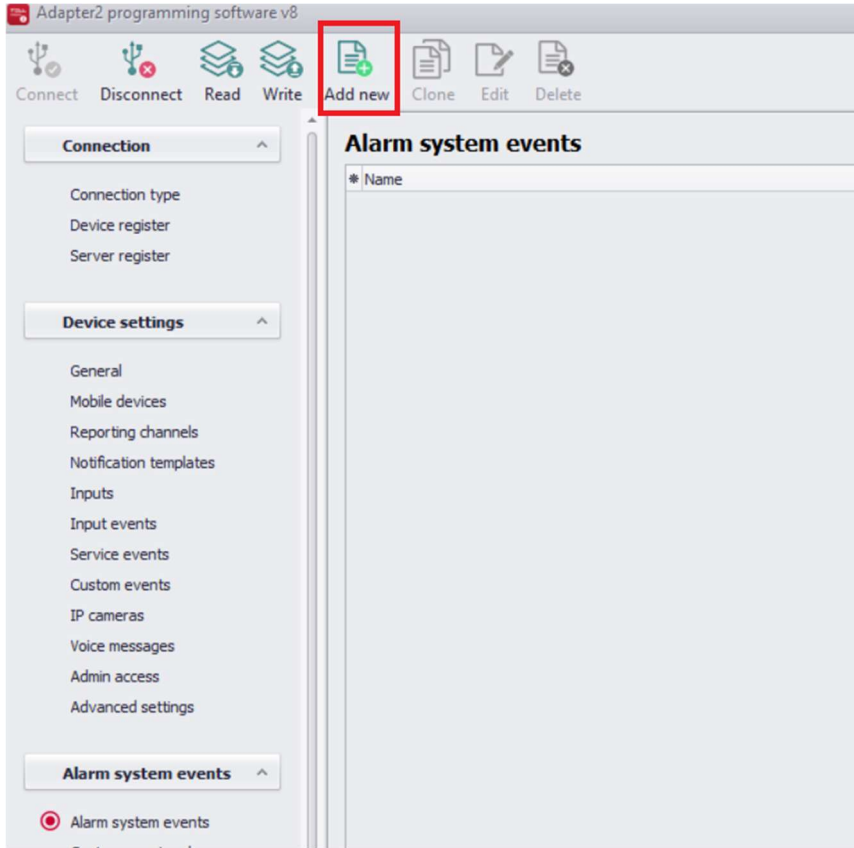 Adapter2 programming software v8
Connect Disconnect Read Write Add new Clone Edit Delete
Connection
Connection type
Device register
Server register
Device settings
General
Mobile devices
Reporting channels
Notification templates
Inputs
Input events
Service events
Custom events
IP cameras
Voice messages
Admin access
Advanced settings
Alarm system events
Alarm system events
Alarm system events
Name